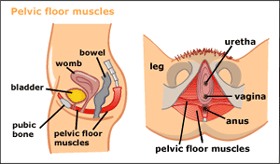 Pelvic floor muscles
bowel
womb
bladder
pubic
bone
pelvic floor
muscles
uretha
leg
vagina
anus
pelvic floor muscles